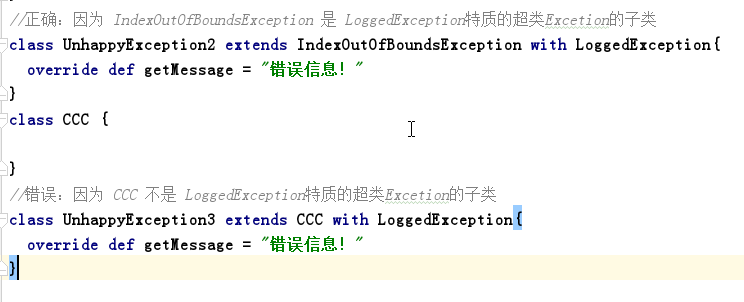 //正确：因为 IndexOutOfBoundsException 是 LoggedException特质的超类Excetion的子类
class UnhappyException2 extends IndexOutOfBoundsException with LoggedException{
override def getMessage = "错误信息！"
}
class CCC {
}
//错误：因为 CCC 不是 LoggedException特质的超类Excetion的子类
class UnhappyException3 extends CCC with LoggedException{
override def getMessage = "错误信息！"
}